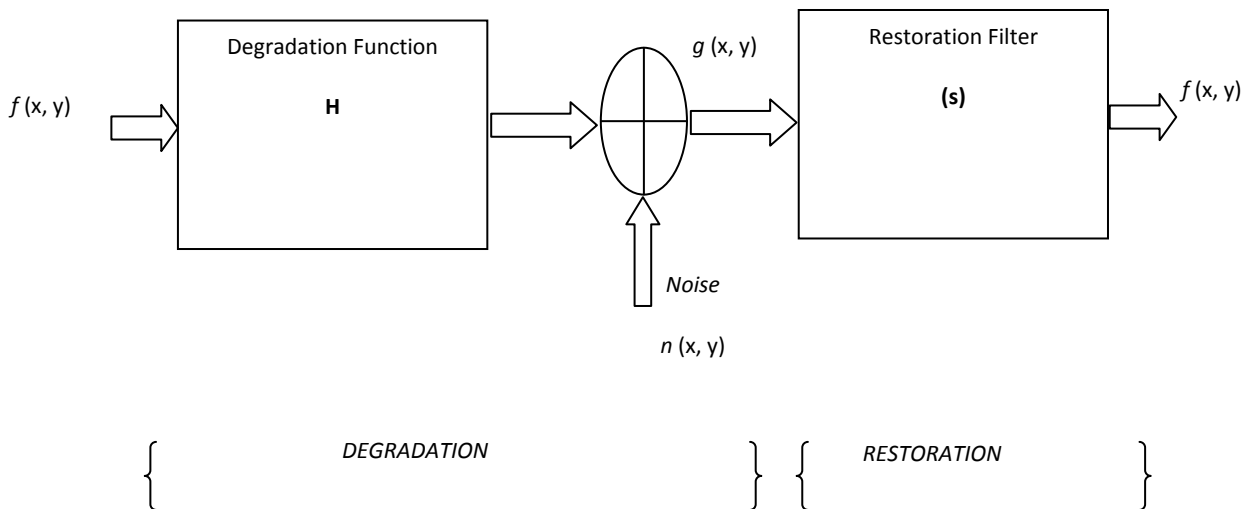 Degradation Function
H
f (x, y)
g (x, y)
Restoration Filter
(s)
f (x, y)
Noise
n (x, y)
DEGRADATION
RESTORATION